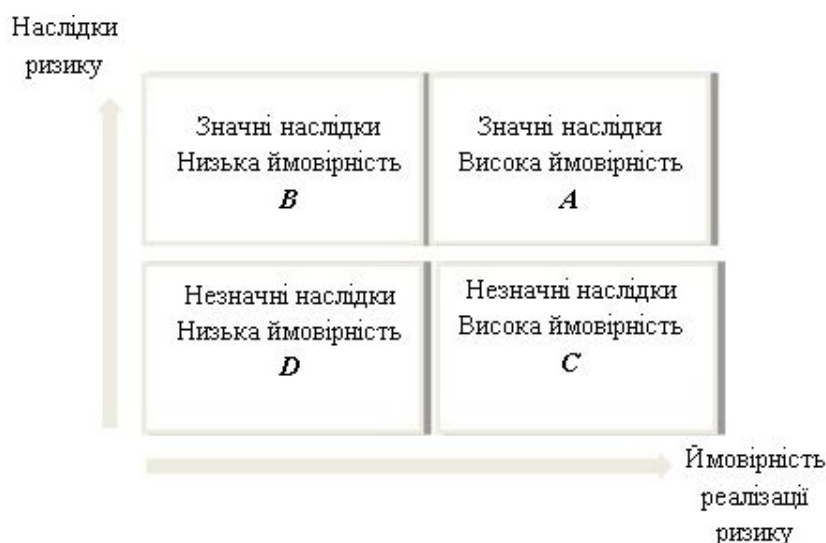 Наслідки
ризику
Значні наслідки
Низька ймовірність
B
Значні наслідки
Висока ймовірність
A
Незначні наслідки
Низька ймовірність
D
Незначні наслідки
Висока ймовірність
C
Ймовірність
реалізації
ризику